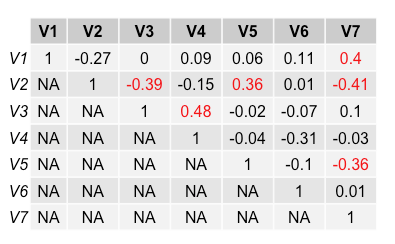 V1 V2 V3 V4 V5 V6 V7
V1 1 -0.27 0 0.09 0.06 0.11 0.4
V2 NA 1 -0.39 -0.15 0.36 0.01 -0.41
V3 NA NA 1 0.48 -0.02 -0.07 0.1
V4 NA NA NA 1 -0.04 -0.31 -0.03
V5 NA NA NA NA 1 -0.1 -0.36
V6 NA NA NA NA NA 1 0.01
V7 NA NA NA NA NA NA 1